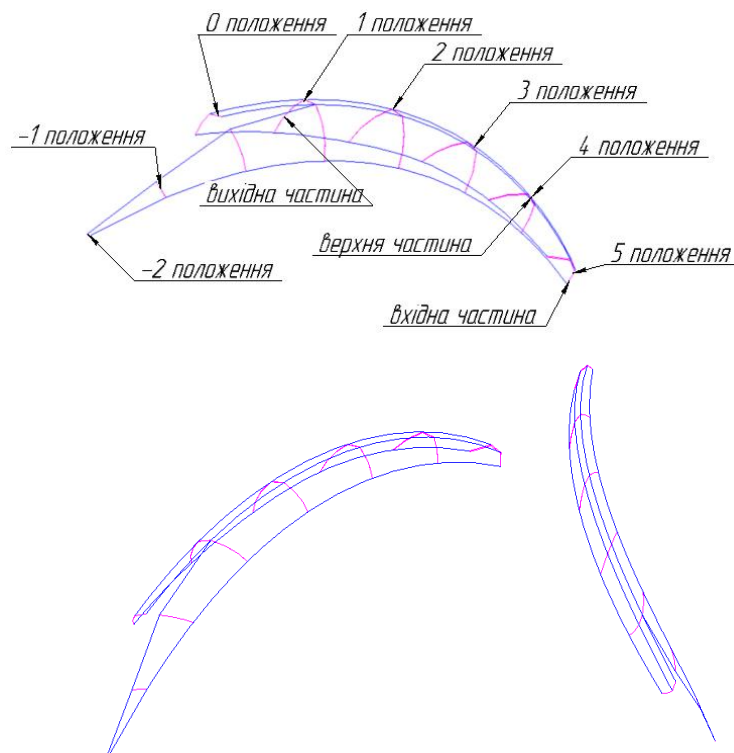 0 положення
1 положення
2 положення
3 положення
-1 положення
4 положення
вихідна частина
верхня частина
-2 положення
5 положення
вхідна частина